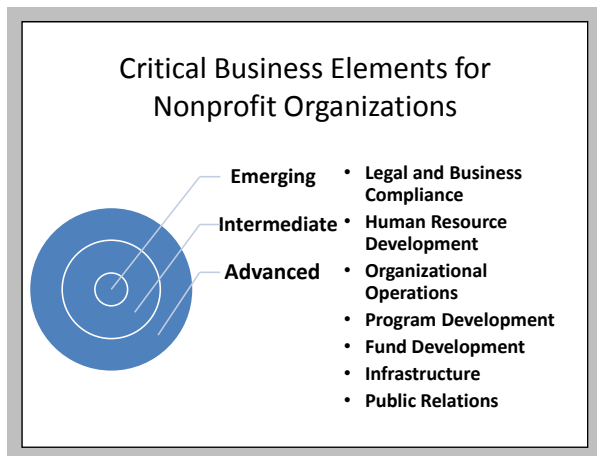 Critical Business Elements for
Nonprofit Organizations
Emerging
Intermediate
Advanced
• Legal and Business
Compliance
• Human Resource
Development
• Organizational
Operations
• Program Development
• Fund Development
• Infrastructure
• Public Relations